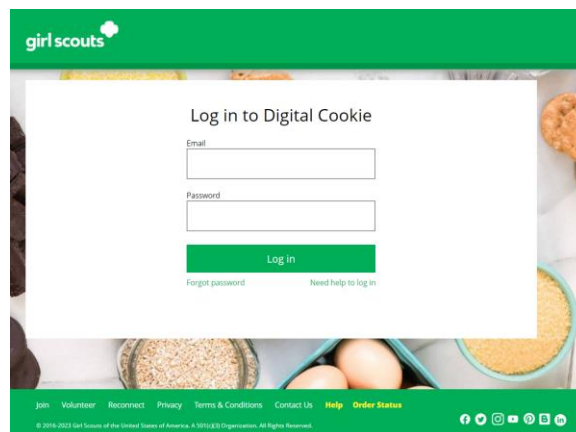 girl scouts
Log in to Digital Cookie
Email
Password
Log in
Forgot password Need help to log in
Join Volunteer Reconnect Privacy Terms & Conditions Contact Us Help Order Status
© 2016-2023 Girl Scouts of the United States of America. A 501(c)(3) Organization. All Rights Reserved.